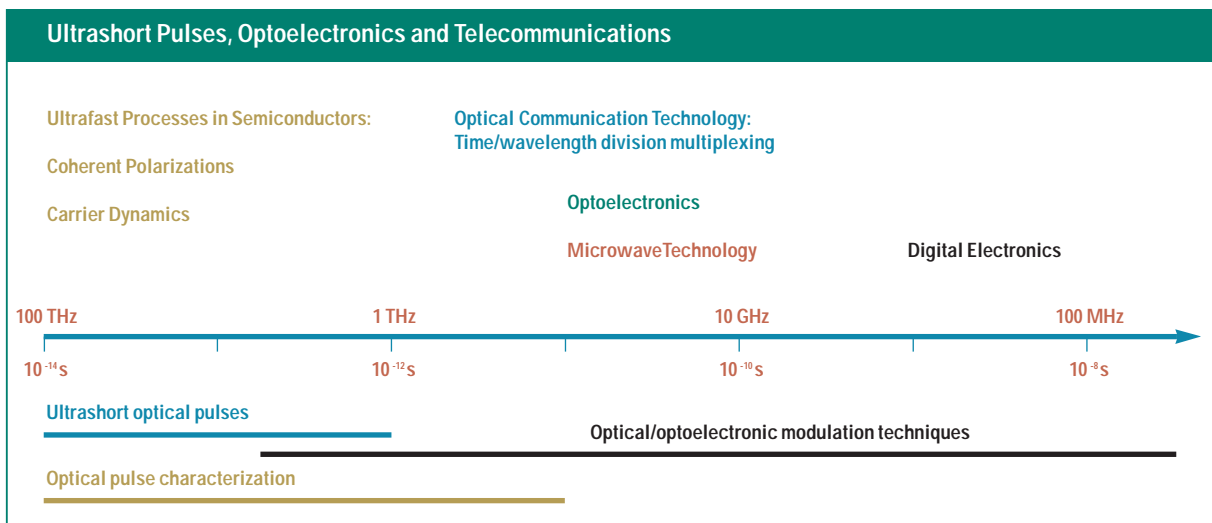 Ultrashort Pulses, Optoelectronics and Telecommunications
Ultrafast Processes in Semiconductors:
Optical Communication Technology:
Time/wavelength division multiplexing
Coherent Polarizations
Carrier Dynamics
Optoelectronics
MicrowaveTechnology
Digital Electronics
100 THz
1 THz
10 GHz
100 MHz
10⁻¹⁴s
10⁻¹²s
10⁻¹⁰s
10⁻⁸s
Ultrashort optical pulses
Optical/optoelectronic modulation techniques
Optical pulse characterization